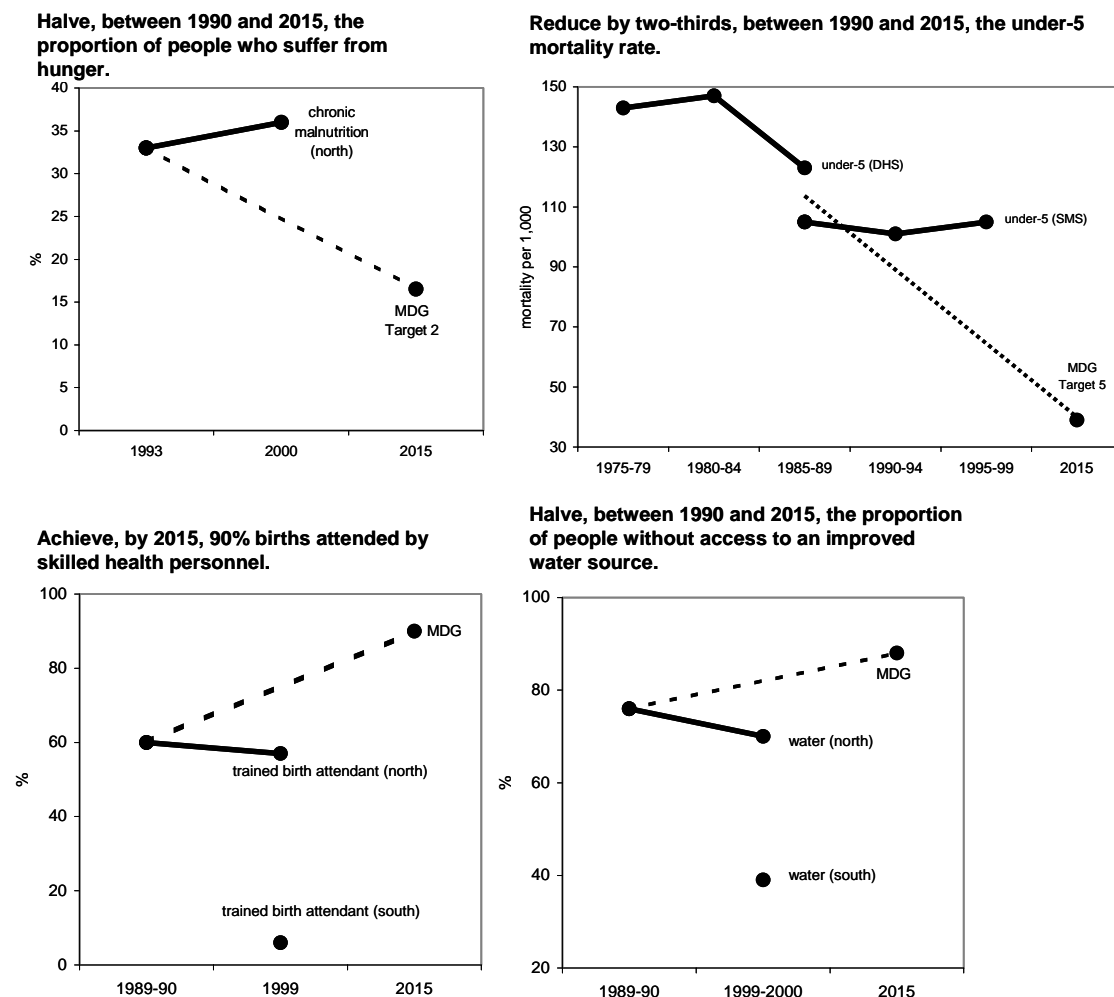 Halve, between 1990 and 2015, the
proportion of people who suffer from
hunger.
40
35
30
25
20
15
10
5
0
%
chronic
malnutrition
(north)
MDG
Target 2
1993
2000
2015
Reduce by two-thirds, between 1990 and 2015, the under-5
mortality rate.
150
130
110
90
70
50
30
mortality per 1,000
under-5 (DHS)
under-5 (SMS)
MDG
Target 5
1975-79
1980-84
1985-89
1990-94
1995-99
2015
Achieve, by 2015, 90% births attended by
skilled health personnel.
100
80
60
40
20
0
%
MDG
trained birth attendant (north)
trained birth attendant (south)
1989-90
1999
2015
Halve, between 1990 and 2015, the proportion
of people without access to an improved
water source.
100
80
60
40
20
%
MDG
water (north)
water (south)
1989-90
1999-2000
2015